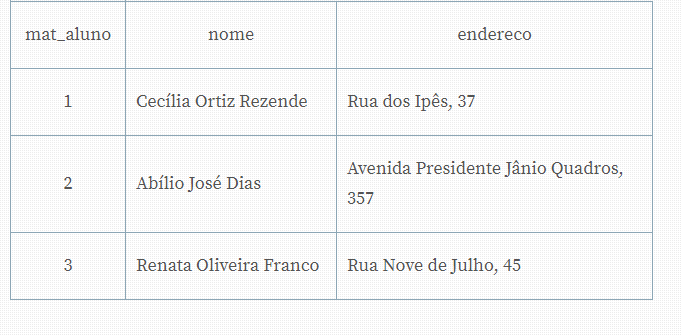 mat_aluno nome endereco
1 Cecília Ortiz Rezende Rua dos Ipês, 37
2 Abílio José Dias Avenida Presidente Jânio Quadros,
357
3 Renata Oliveira Franco Rua Nove de Julho, 45